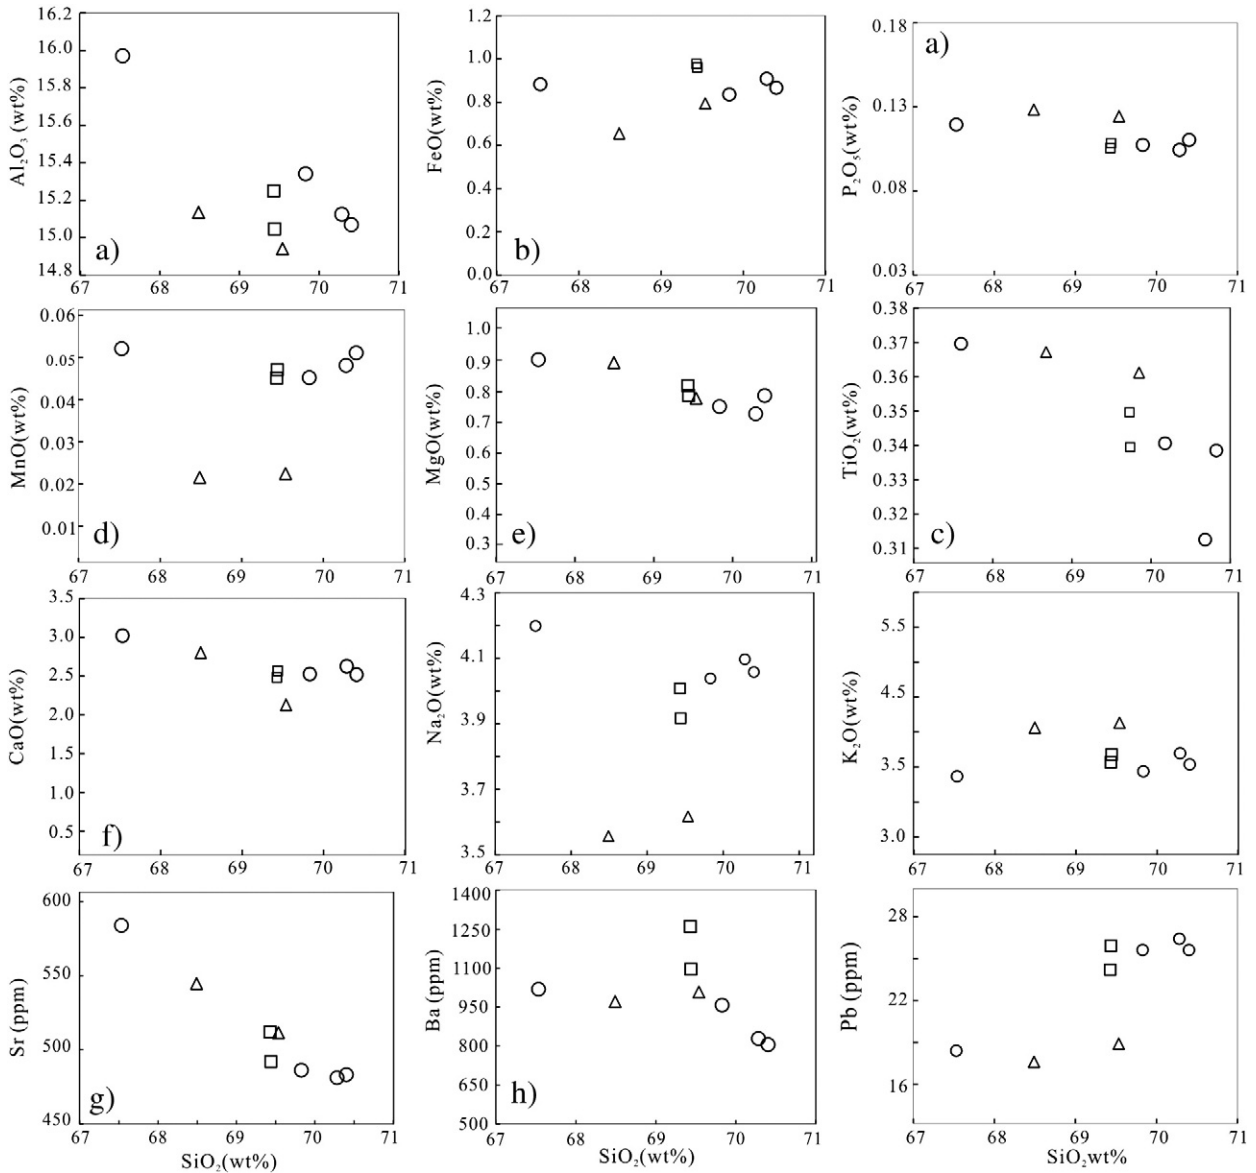 16.2
16.0
15.8
15.6
15.4
15.2
15.0
14.8
Al₂O₃ (wt%)
a)
67 68 69 70 71
1.2
1.0
0.8
0.6
0.4
0.2
0.0
FeO(wt%)
b)
67 68 69 70 71
0.18
0.13
0.08
0.03
P₂O₅(wt%)
a)
67 68 69 70 71
0.06
0.05
0.04
0.03
0.02
0.01
MnO(wt%)
d)
67 68 69 70 71
1.0
0.9
0.8
0.7
0.6
0.5
0.4
0.3
MgO(wt%)
e)
67 68 69 70 71
0.38
0.37
0.36
0.35
0.34
0.33
0.31
TiO₂(wt%)
c)
67 68 69 70 71
3.5
3.0
2.5
2.0
1.5
1.0
0.5
CaO(wt%)
f)
67 68 69 70 71
4.3
4.1
3.9
3.7
3.5
Na₂O(wt%)
68 69 70 71
5.5
4.5
3.5
3.0
K₂O(wt%)
67 68 69 70 71
600
550
500
450
Sr (ppm)
g)
67 68 69 70 71
SiO₂(wt%)
1400
1250
1100
950
800
650
500
Ba (ppm)
h)
67 68 69 70 71
SiO₂(wt%)
28
22
16
Pb (ppm)
67 68 69 70 71
SiO₂wt%)